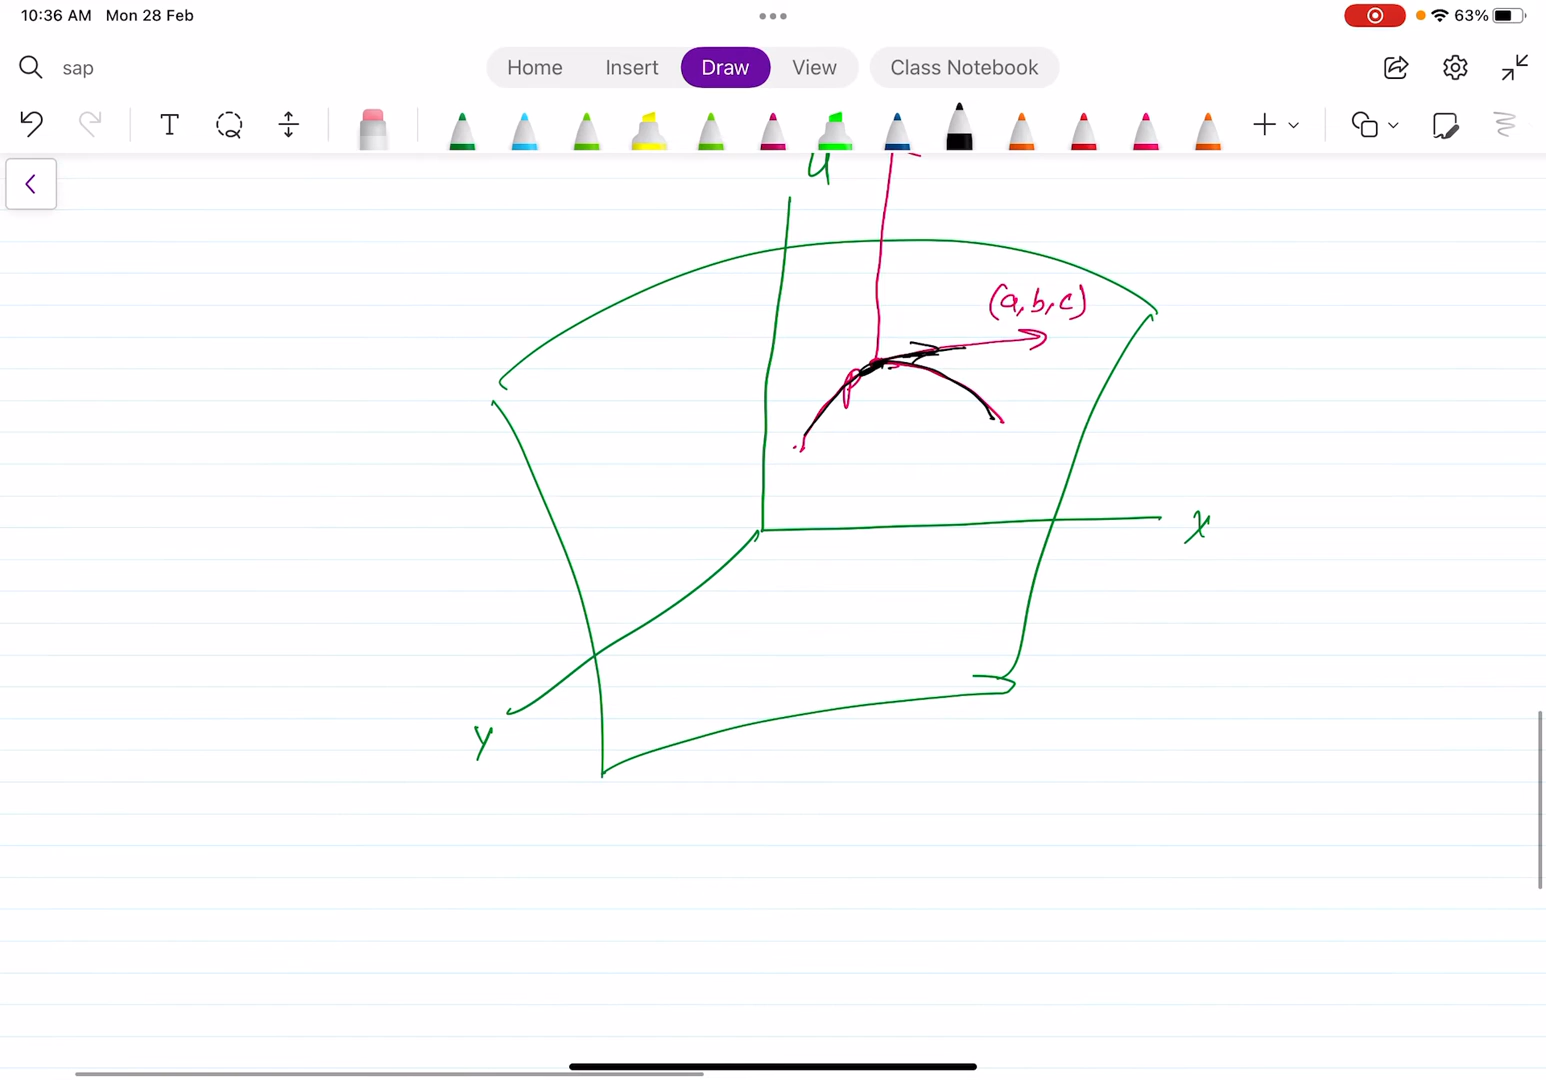 10:36 AM Mon 28 Feb
63%
sap
Home Insert Draw View Class Notebook
T
u
(a,b,c)
p
x
y